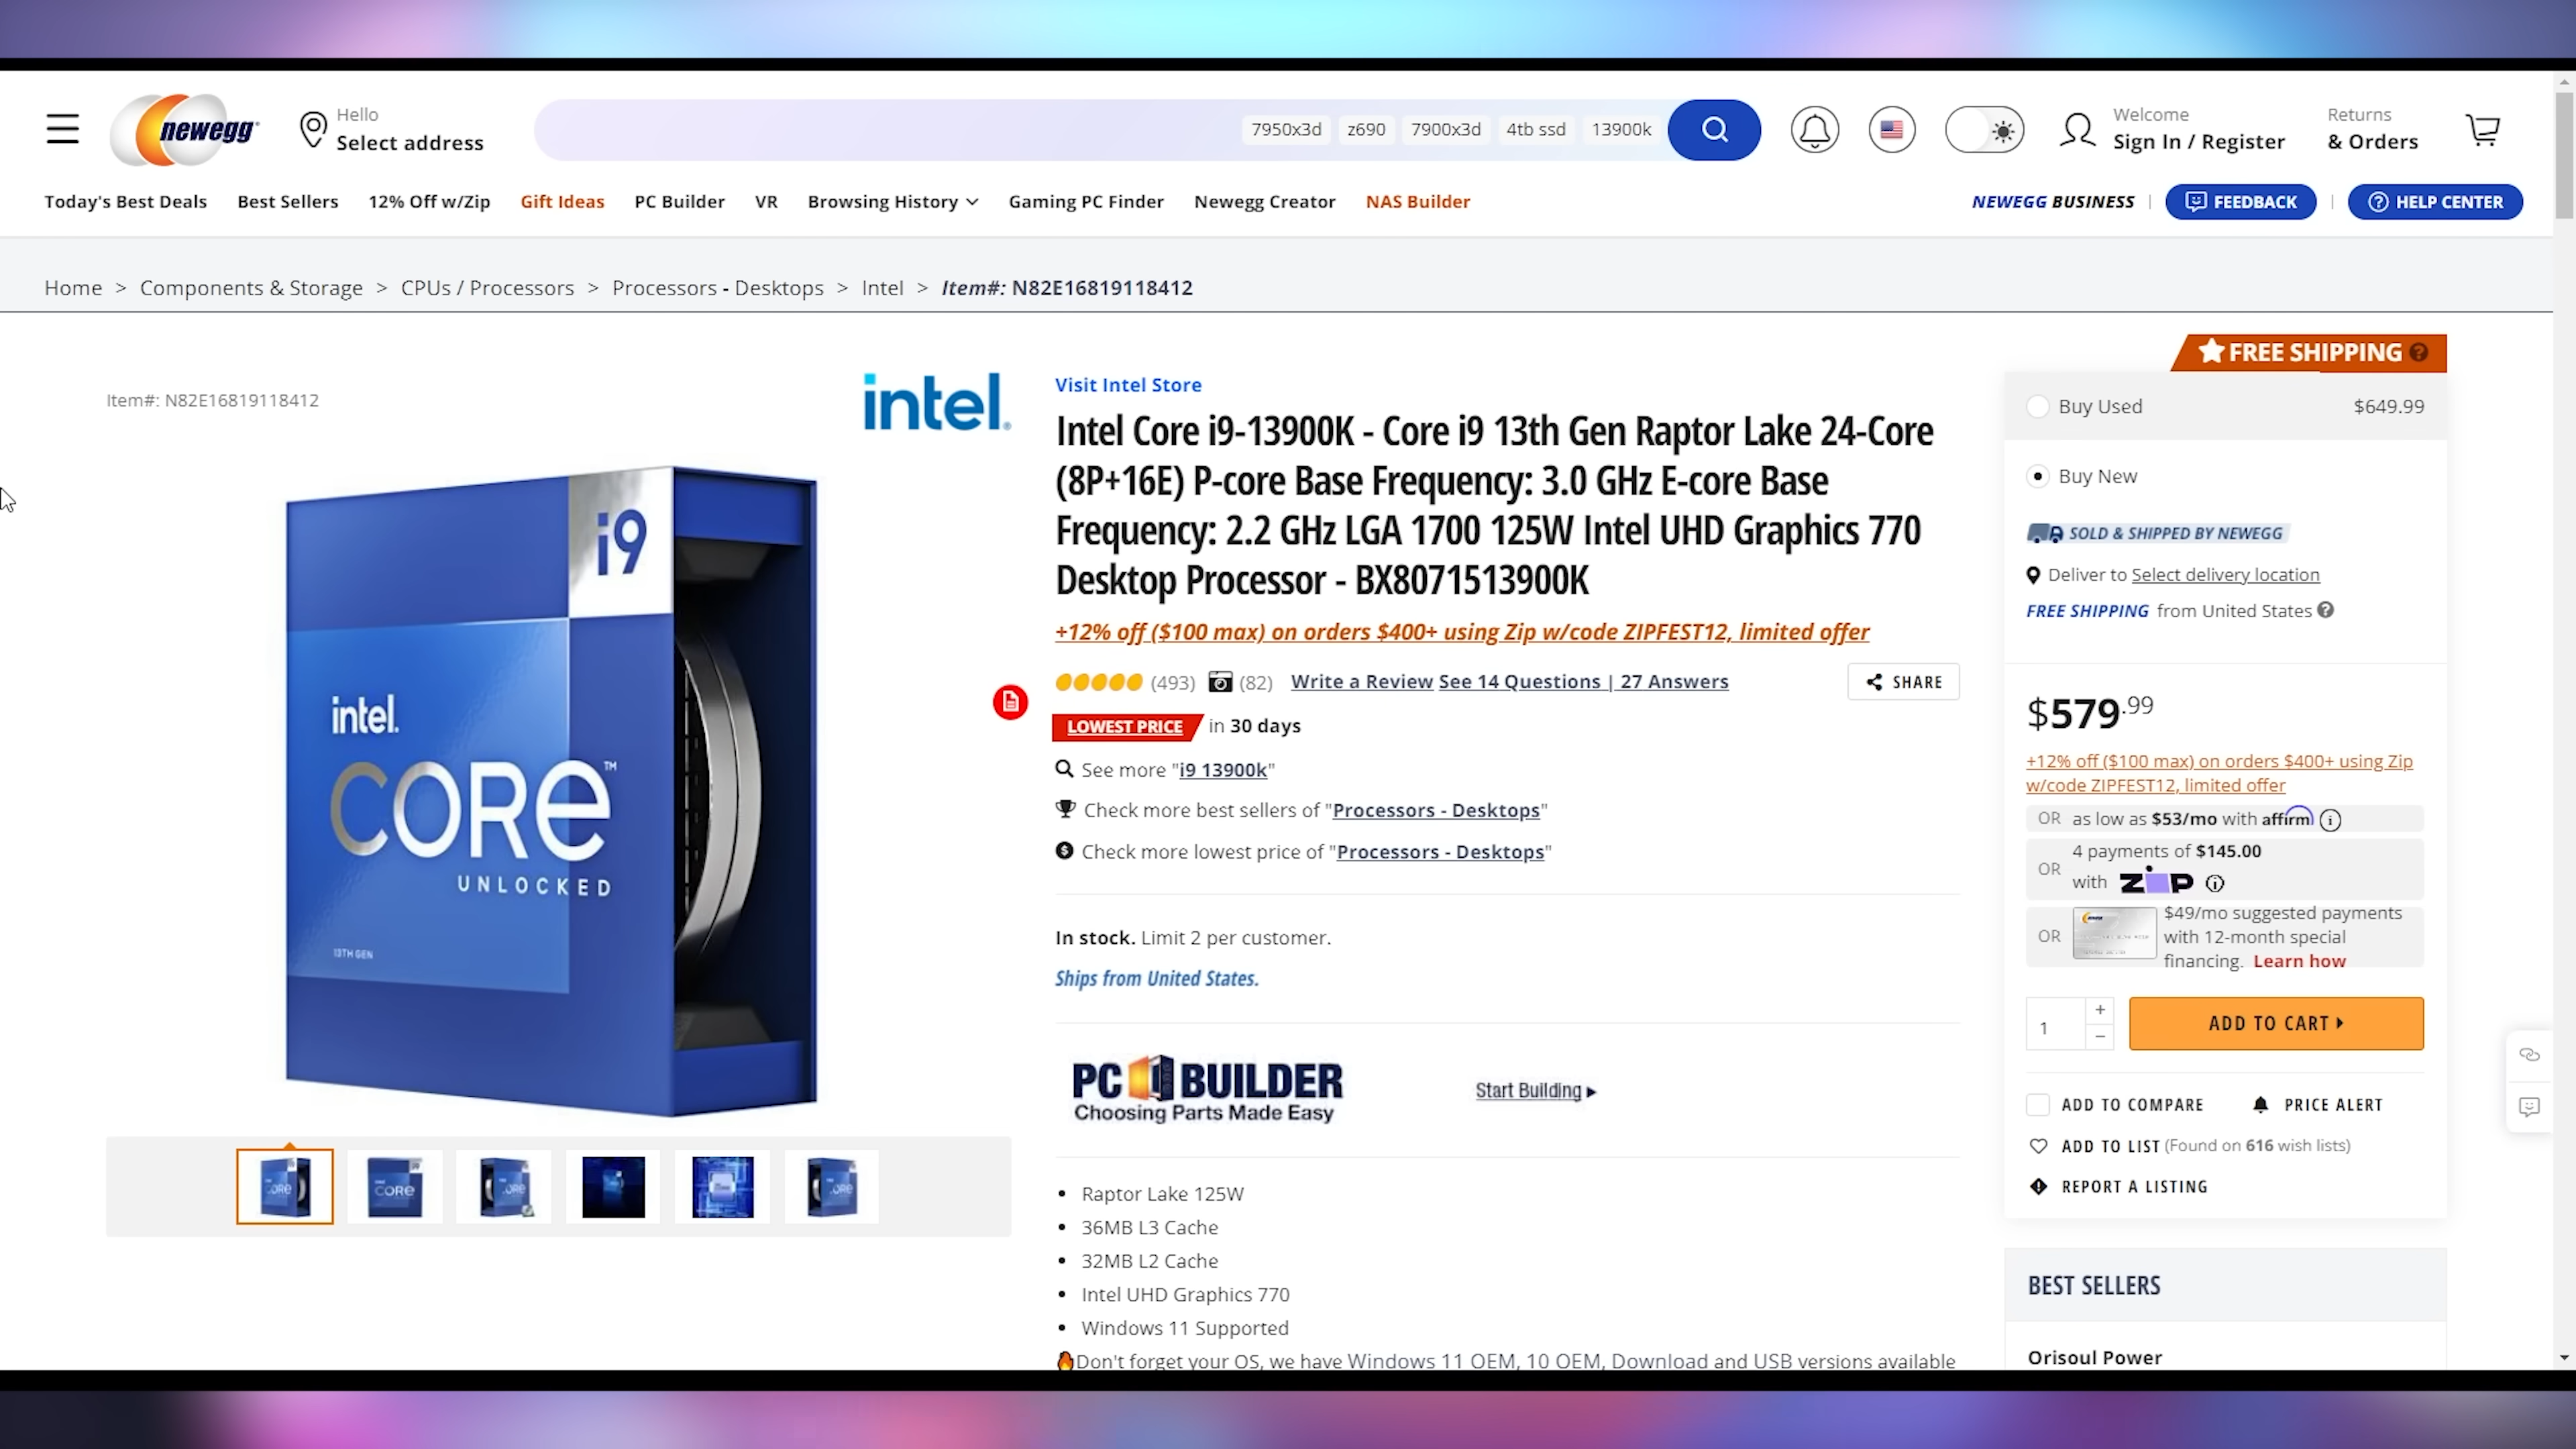 Hello
Select address
newegg
7950x3d z690 7900x3d 4tb ssd 13900k
Welcome
Sign In / Register
Returns
& Orders
Today's Best Deals Best Sellers 12% Off w/Zip Gift Ideas PC Builder VR Browsing History Gaming PC Finder Newegg Creator NAS Builder
NEWEGG BUSINESS | FEEDBACK | HELP CENTER
Home > Components & Storage > CPUs / Processors > Processors - Desktops > Intel > Item#: N82E16819118412
Item#: N82E16819118412
intel
i9
intel.
CORE™
UNLOCKED
13TH GEN
Visit Intel Store
Intel Core i9-13900K - Core i9 13th Gen Raptor Lake 24-Core
(8P+16E) P-core Base Frequency: 3.0 GHz E-core Base
Frequency: 2.2 GHz LGA 1700 125W Intel UHD Graphics 770
Desktop Processor - BX8071513900K
+12% off ($100 max) on orders $400+ using Zip w/code ZIPFEST12, limited offer
(493) (82) Write a Review See 14 Questions | 27 Answers
SHARE
LOWEST PRICE in 30 days
See more "i9 13900k"
Check more best sellers of "Processors - Desktops"
Check more lowest price of "Processors - Desktops"
In stock. Limit 2 per customer.
Ships from United States.
PC BUILDER
Choosing Parts Made Easy
Start Building
• Raptor Lake 125W
• 36MB L3 Cache
• 32MB L2 Cache
• Intel UHD Graphics 770
• Windows 11 Supported
Don't forget your OS, we have Windows 11 OEM, 10 OEM, Download and USB versions available
FREE SHIPPING
Buy Used $649.99
Buy New
SOLD & SHIPPED BY NEWEGG
Deliver to Select delivery location
FREE SHIPPING from United States
$579.99
+12% off ($100 max) on orders $400+ using Zip
w/code ZIPFEST12, limited offer
OR as low as $53/mo with affirm
OR 4 payments of $145.00
with ZIP
OR $49/mo suggested payments
with 12-month special
financing. Learn how
1 + −
ADD TO CART
ADD TO COMPARE PRICE ALERT
ADD TO LIST (Found on 616 wish lists)
REPORT A LISTING
BEST SELLERS
Orisoul Power